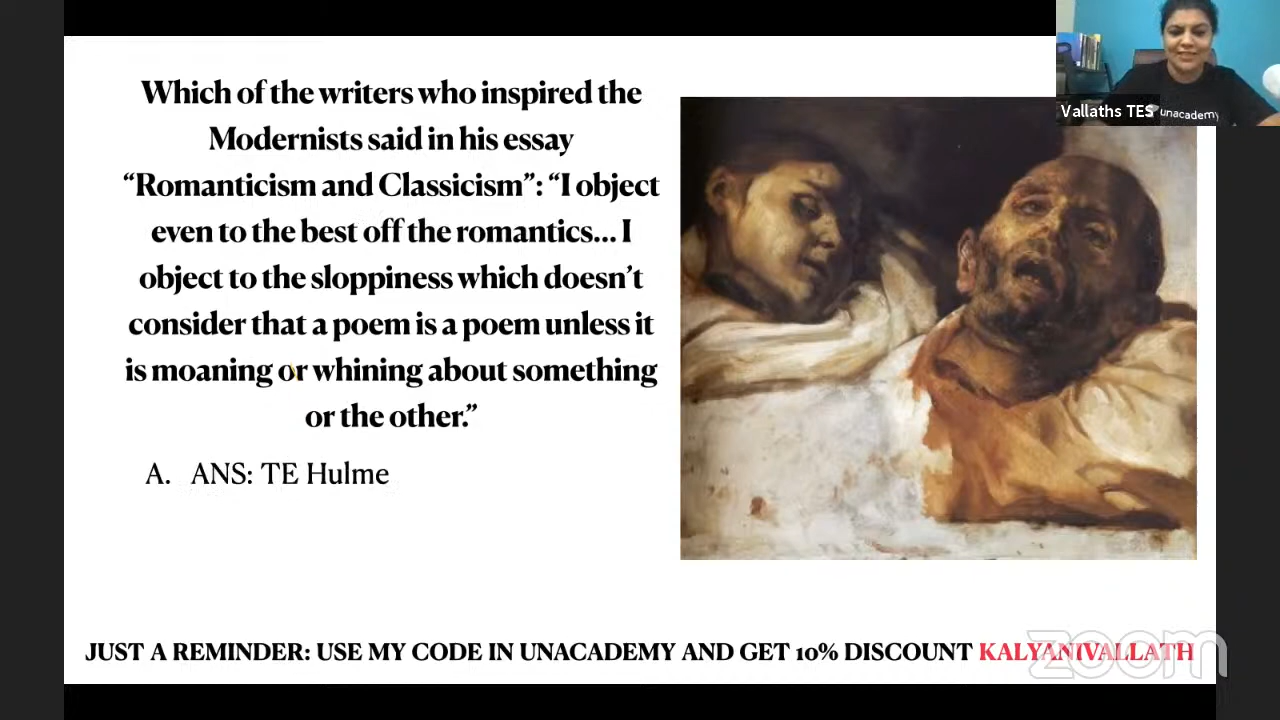 Which of the writers who inspired the
Modernists said in his essay
“Romanticism and Classicism”: “I object
even to the best off the romantics... I
object to the sloppiness which doesn’t
consider that a poem is a poem unless it
is moaning or whining about something
or the other.”
A. ANS: TE Hulme
Vallaths TES
unacademy
JUST A REMINDER: USE MY CODE IN UNACADEMY AND GET 10% DISCOUNT KALYANIVALLATH
zoom